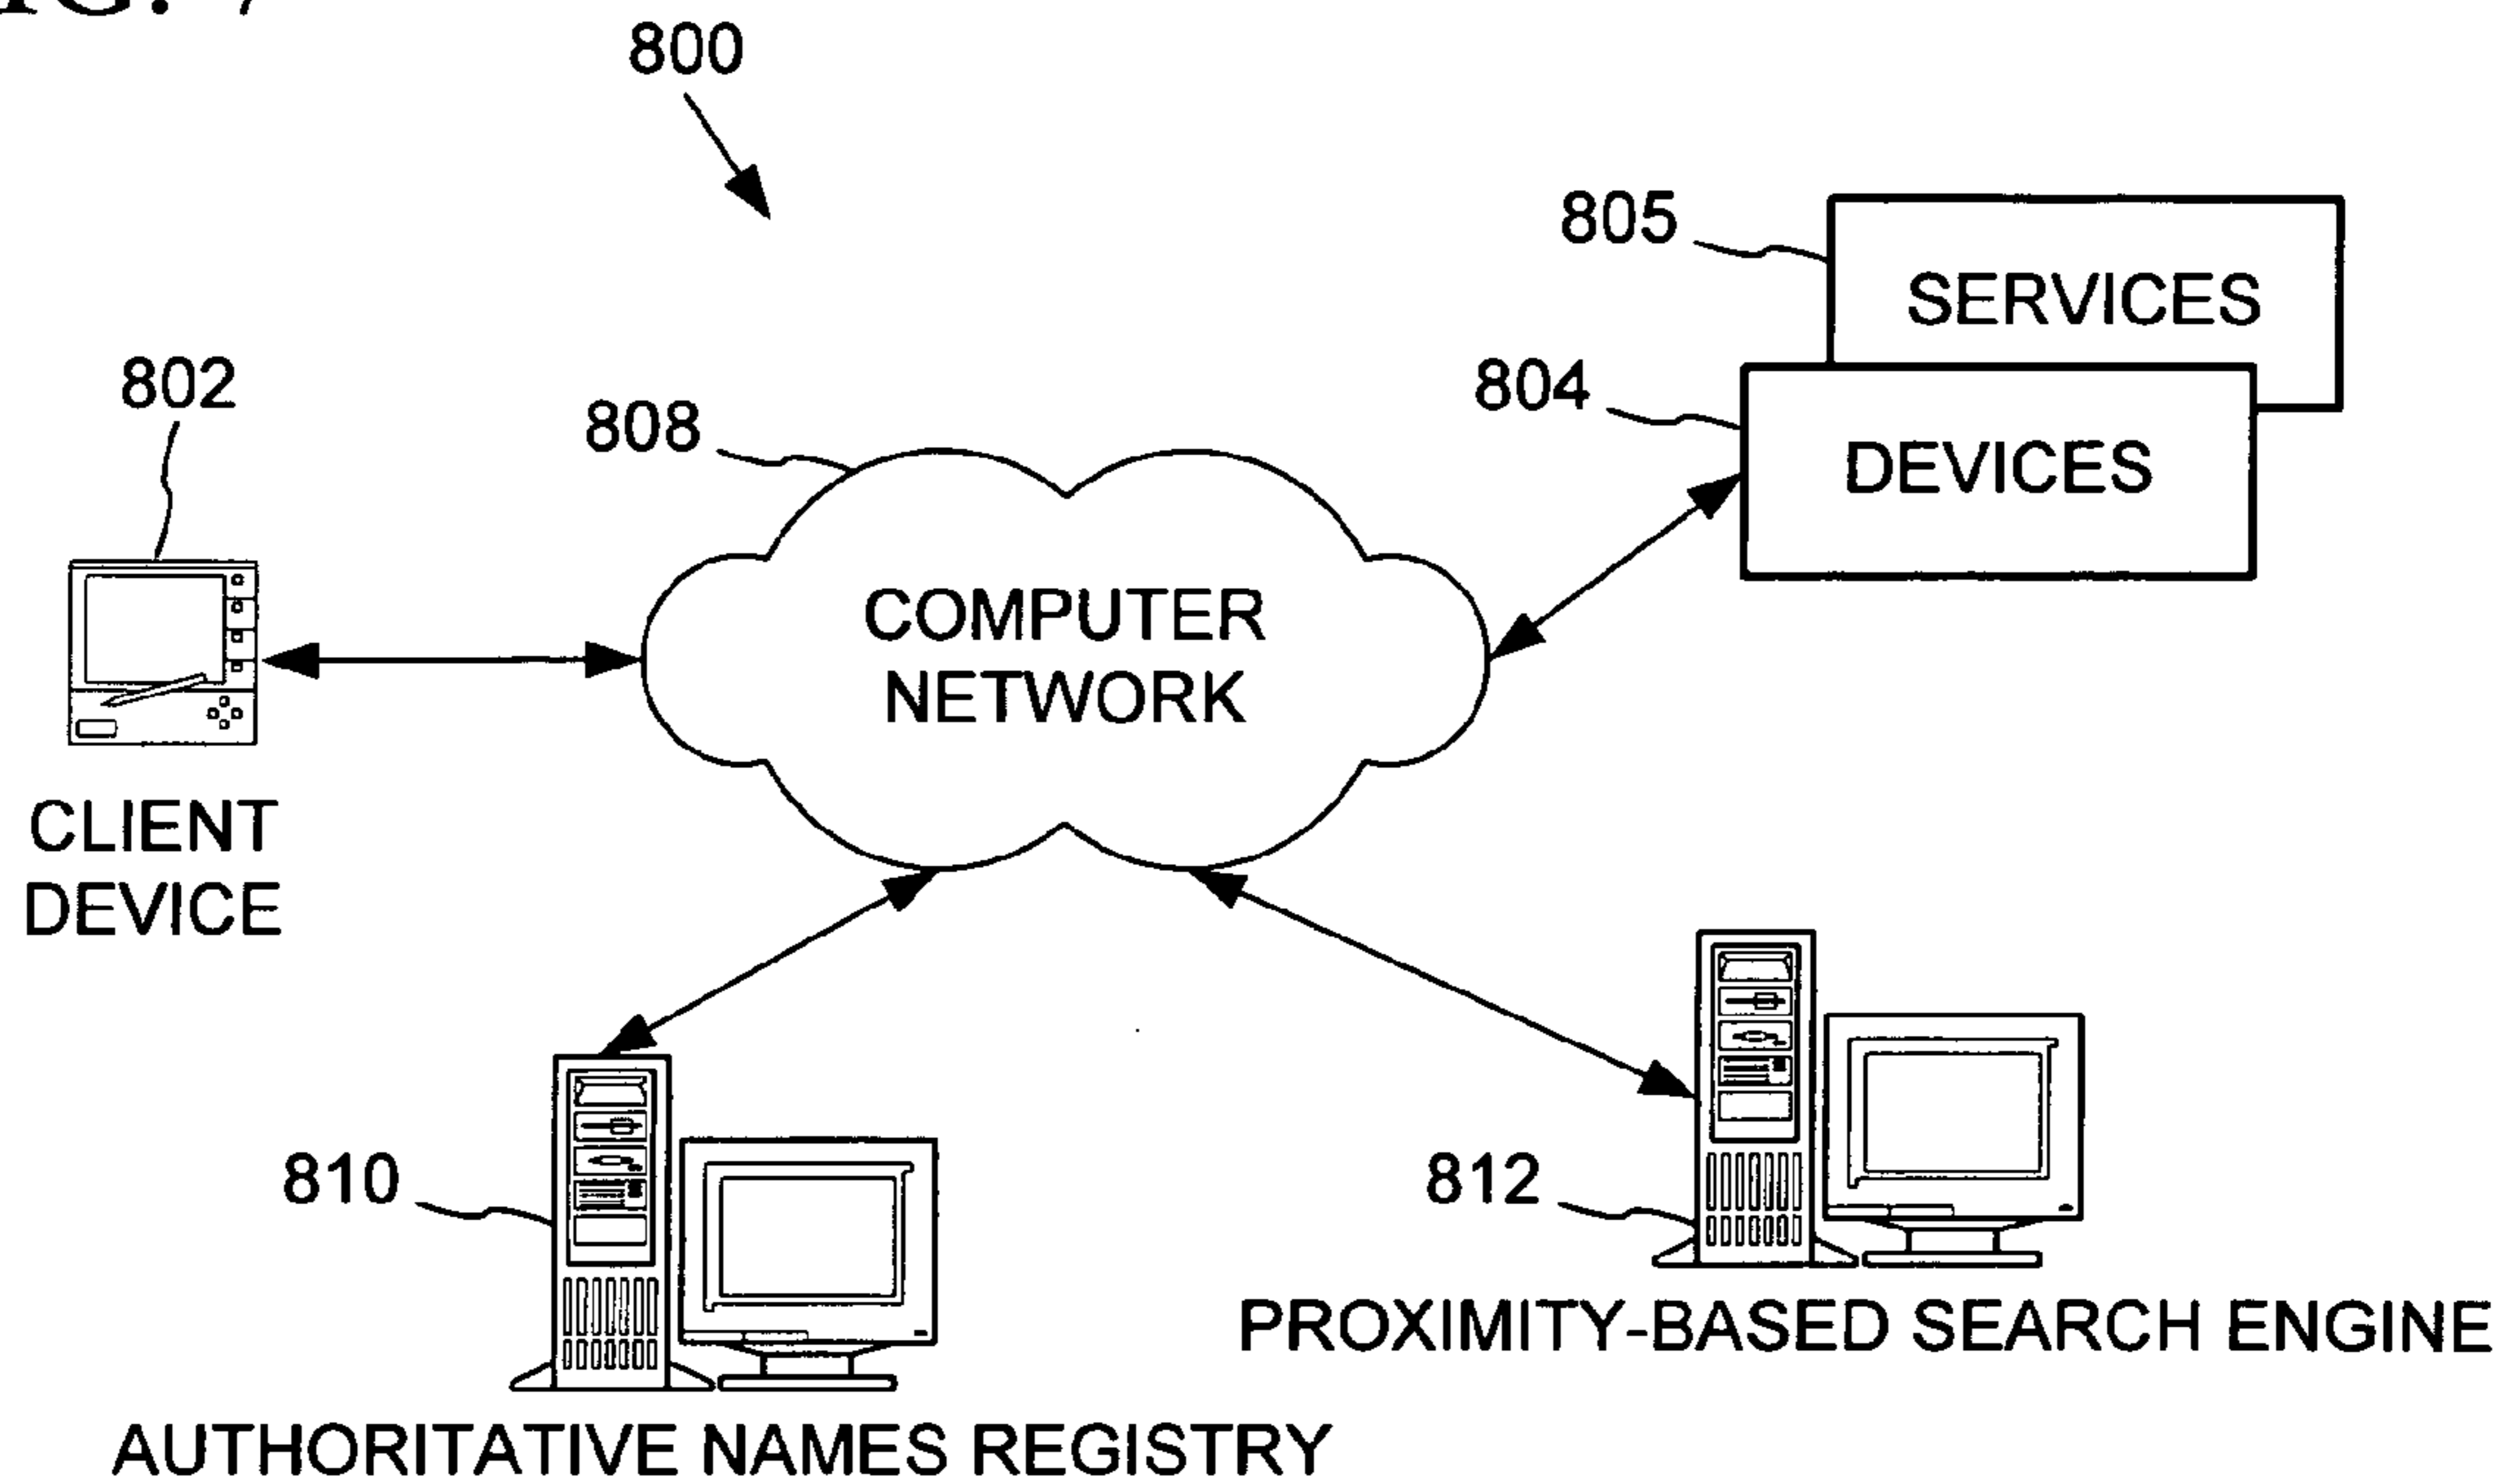 800
805
SERVICES
802
804
808
DEVICES
COMPUTER
NETWORK
CLIENT
DEVICE
810
812
PROXIMITY-BASED SEARCH ENGINE
AUTHORITATIVE NAMES REGISTRY